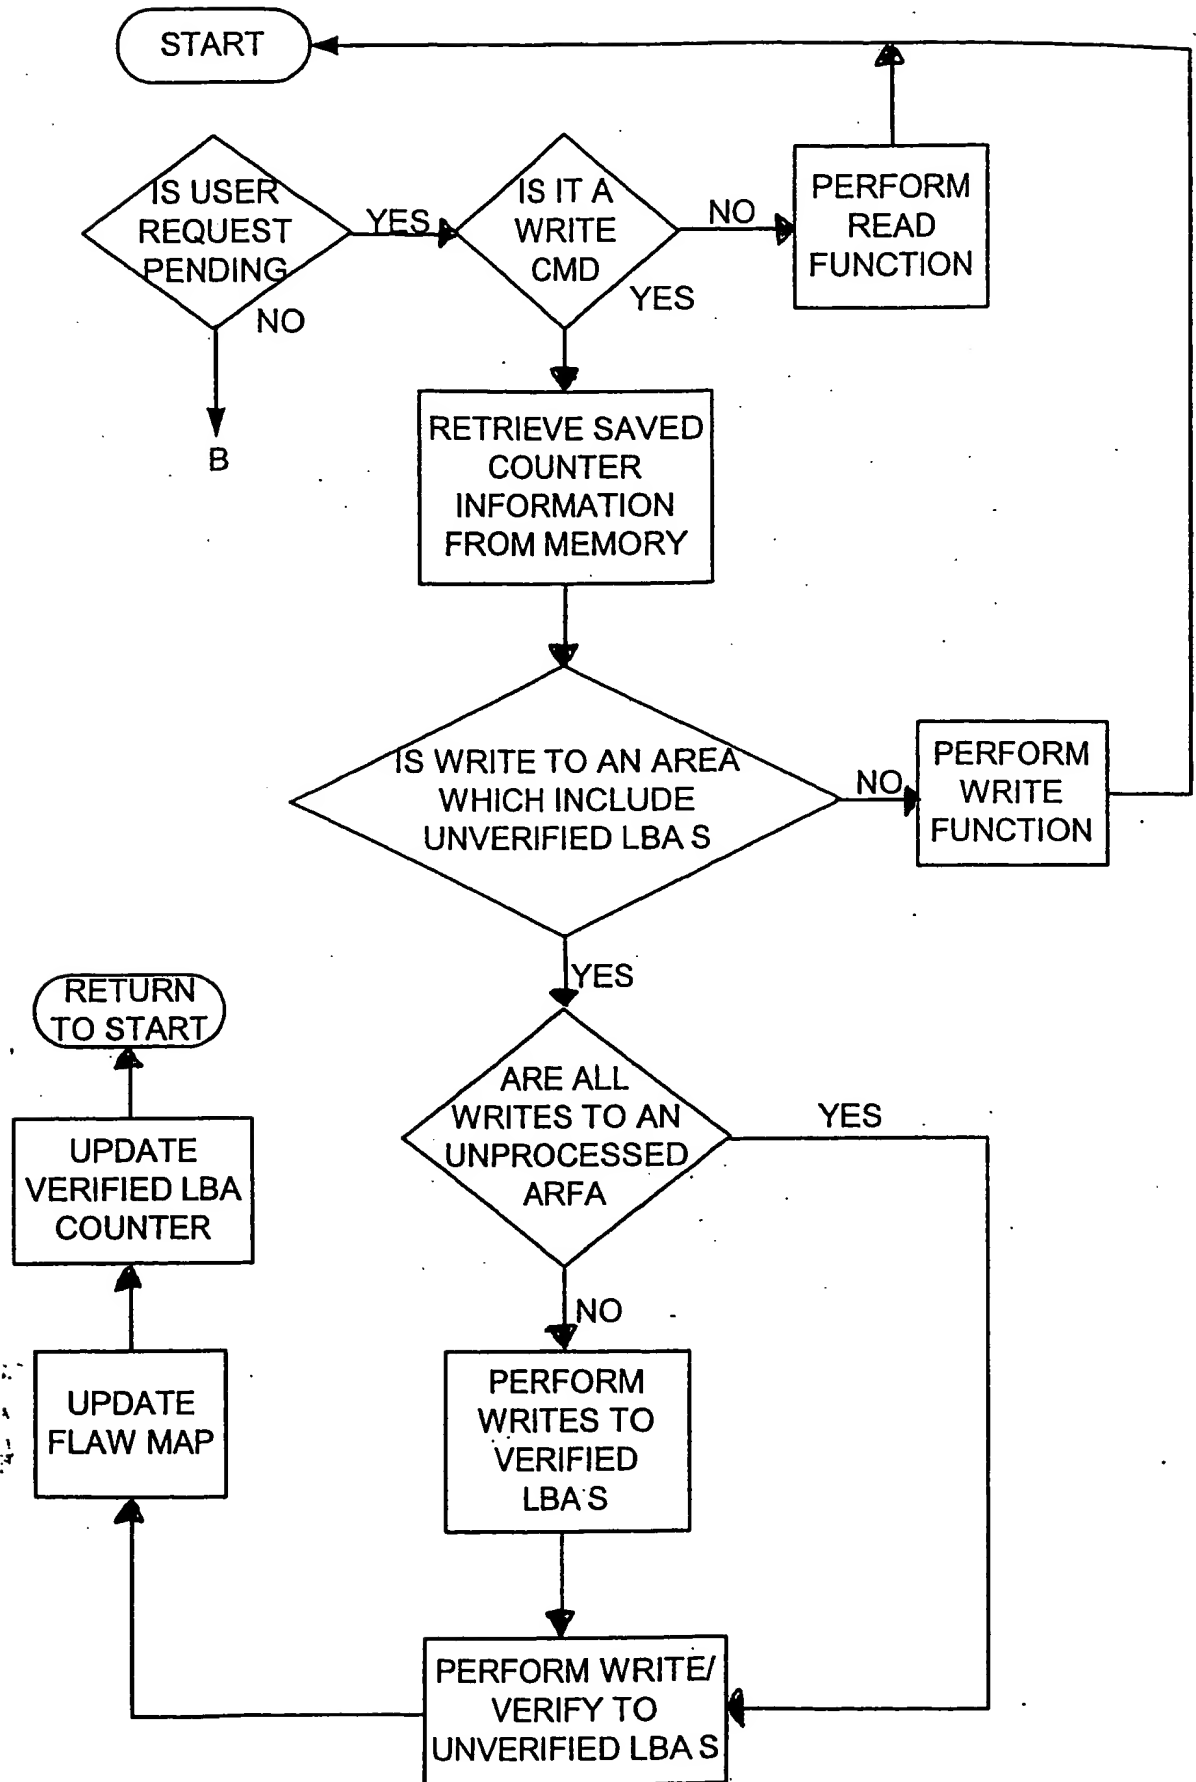 START
IS USER
REQUEST
PENDING
YES
NO
B
IS IT A
WRITE
CMD
NO
YES
PERFORM
READ
FUNCTION
RETRIEVE SAVED
COUNTER
INFORMATION
FROM MEMORY
IS WRITE TO AN AREA
WHICH INCLUDE
UNVERIFIED LBA S
NO
PERFORM
WRITE
FUNCTION
YES
ARE ALL
WRITES TO AN
UNPROCESSED
ARFA
YES
NO
PERFORM
WRITES TO
VERIFIED
LBA'S
PERFORM WRITE/
VERIFY TO
UNVERIFIED LBA S
UPDATE
FLAW MAP
UPDATE
VERIFIED LBA
COUNTER
RETURN
TO START